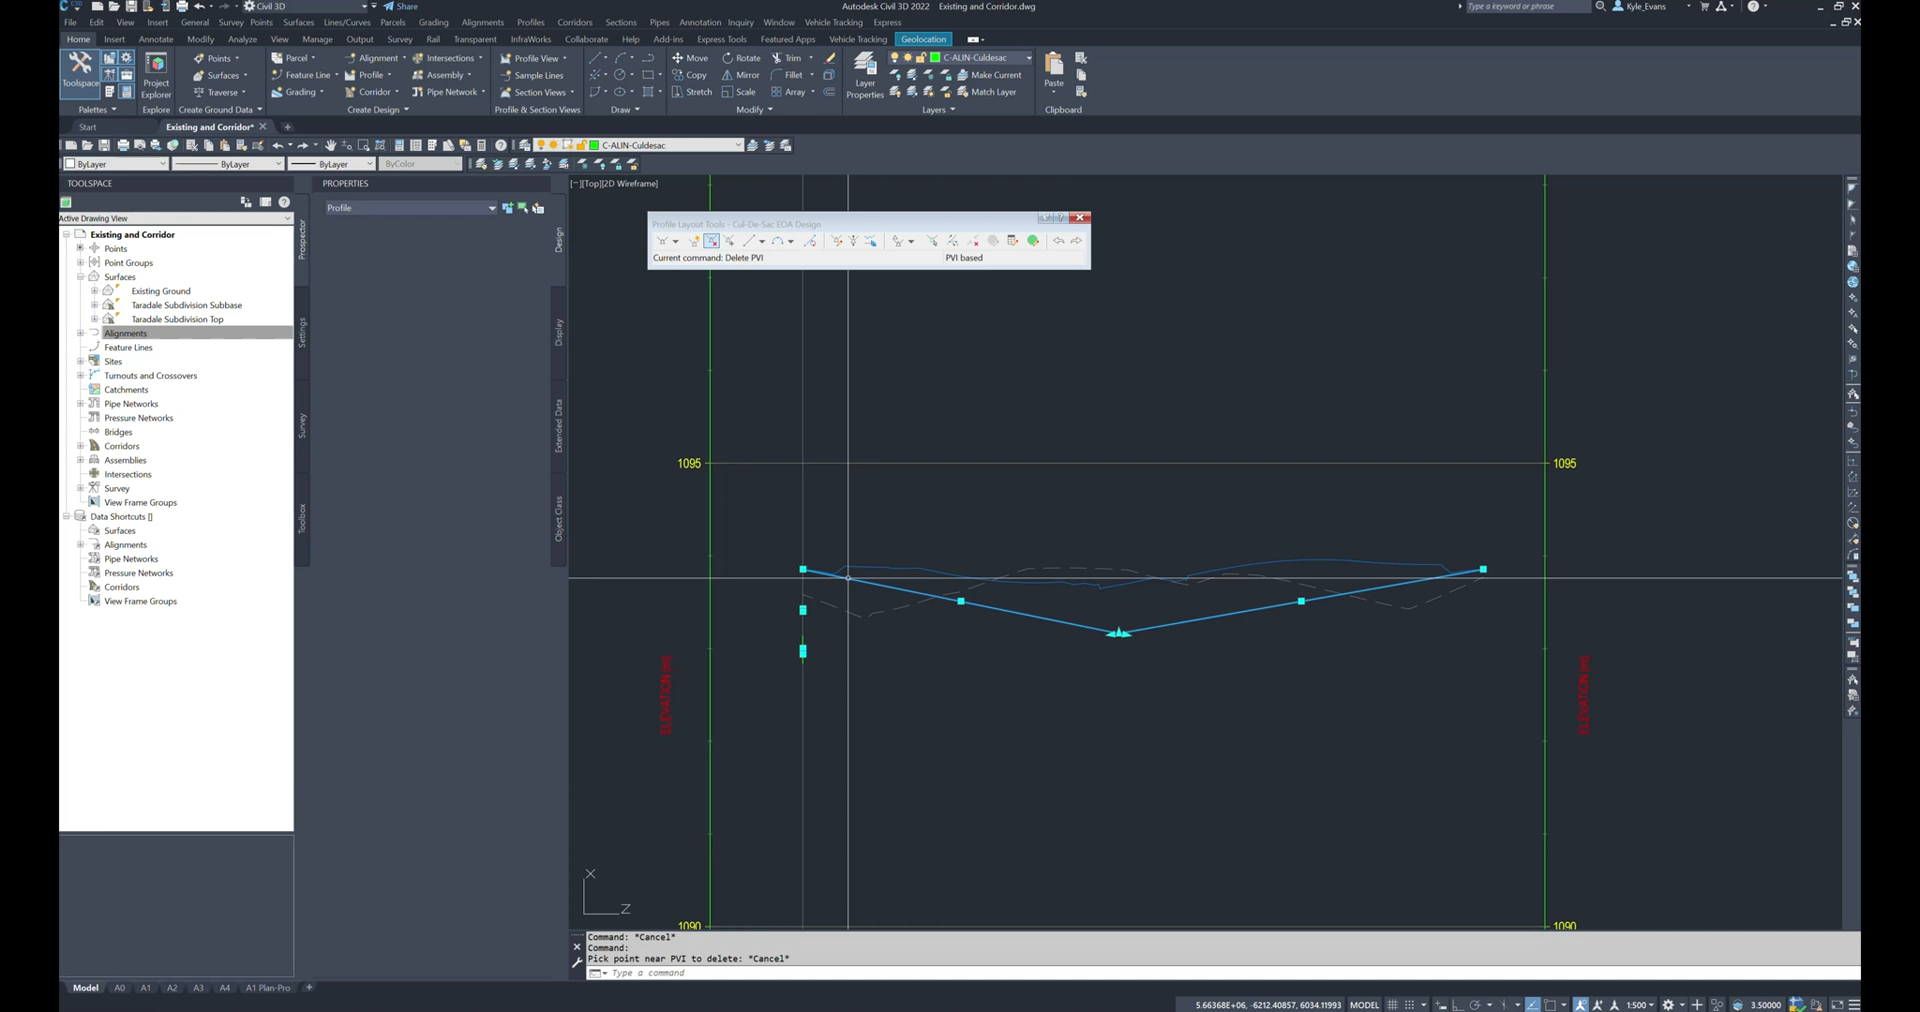 Civil 3D
Share
Autodesk Civil 3D 2022 Existing and Corridor.dwg
Type a keyword or phrase
Kyle_Evans
File Edit View Insert General Survey Points Surfaces Lines/Curves Parcels Grading Alignments Profiles Corridors Sections Pipes Annotation Inquiry Window Vehicle Tracking Express
Home Insert Annotate Modify Analyze View Manage Output Survey Rail Transparent InfraWorks Collaborate Help Add-ins Express Tools Featured Apps Vehicle Tracking Geolocation
Toolspace
Project Explorer
Points
Surfaces
Traverse
Parcel
Feature Line
Grading
Alignment
Profile
Corridor
Intersections
Assembly
Pipe Network
Profile View
Sample Lines
Section Views
Move
Copy
Stretch
Rotate
Mirror
Scale
Trim
Fillet
Array
Layer Properties
C-ALIN-Culdesac
Make Current
Match Layer
Paste
Palettes Explore Create Ground Data Create Design Profile & Section Views Draw Modify Layers Clipboard
Start Existing and Corridor*
C-ALIN-Culdesac
ByLayer ByLayer ByLayer ByColor
TOOLSPACE
Active Drawing View
Existing and Corridor
Points
Point Groups
Surfaces
Existing Ground
Taradale Subdivision Subbase
Taradale Subdivision Top
Alignments
Feature Lines
Sites
Turnouts and Crossovers
Catchments
Pipe Networks
Pressure Networks
Bridges
Corridors
Assemblies
Intersections
Survey
View Frame Groups
Data Shortcuts []
Surfaces
Alignments
Pipe Networks
Pressure Networks
Corridors
View Frame Groups
Prospector
Settings
Survey
Toolbox
PROPERTIES
Profile
Design
Display
Extended Data
Object Class
[−][Top][2D Wireframe]
Profile Layout Tools - Cul-De-Sac EOA Design
Current command: Delete PVI PVI based
1095 1095
ELEVATION [m] ELEVATION [m]
X
Z
1090 1090
Command: *Cancel*
Command:
Pick point near PVI to delete: *Cancel*
Type a command
Model A0 A1 A2 A3 A4 A1 Plan-Pro
5.66368E+06, -6212.40857, 6034.11993 MODEL 1:500 3.50000